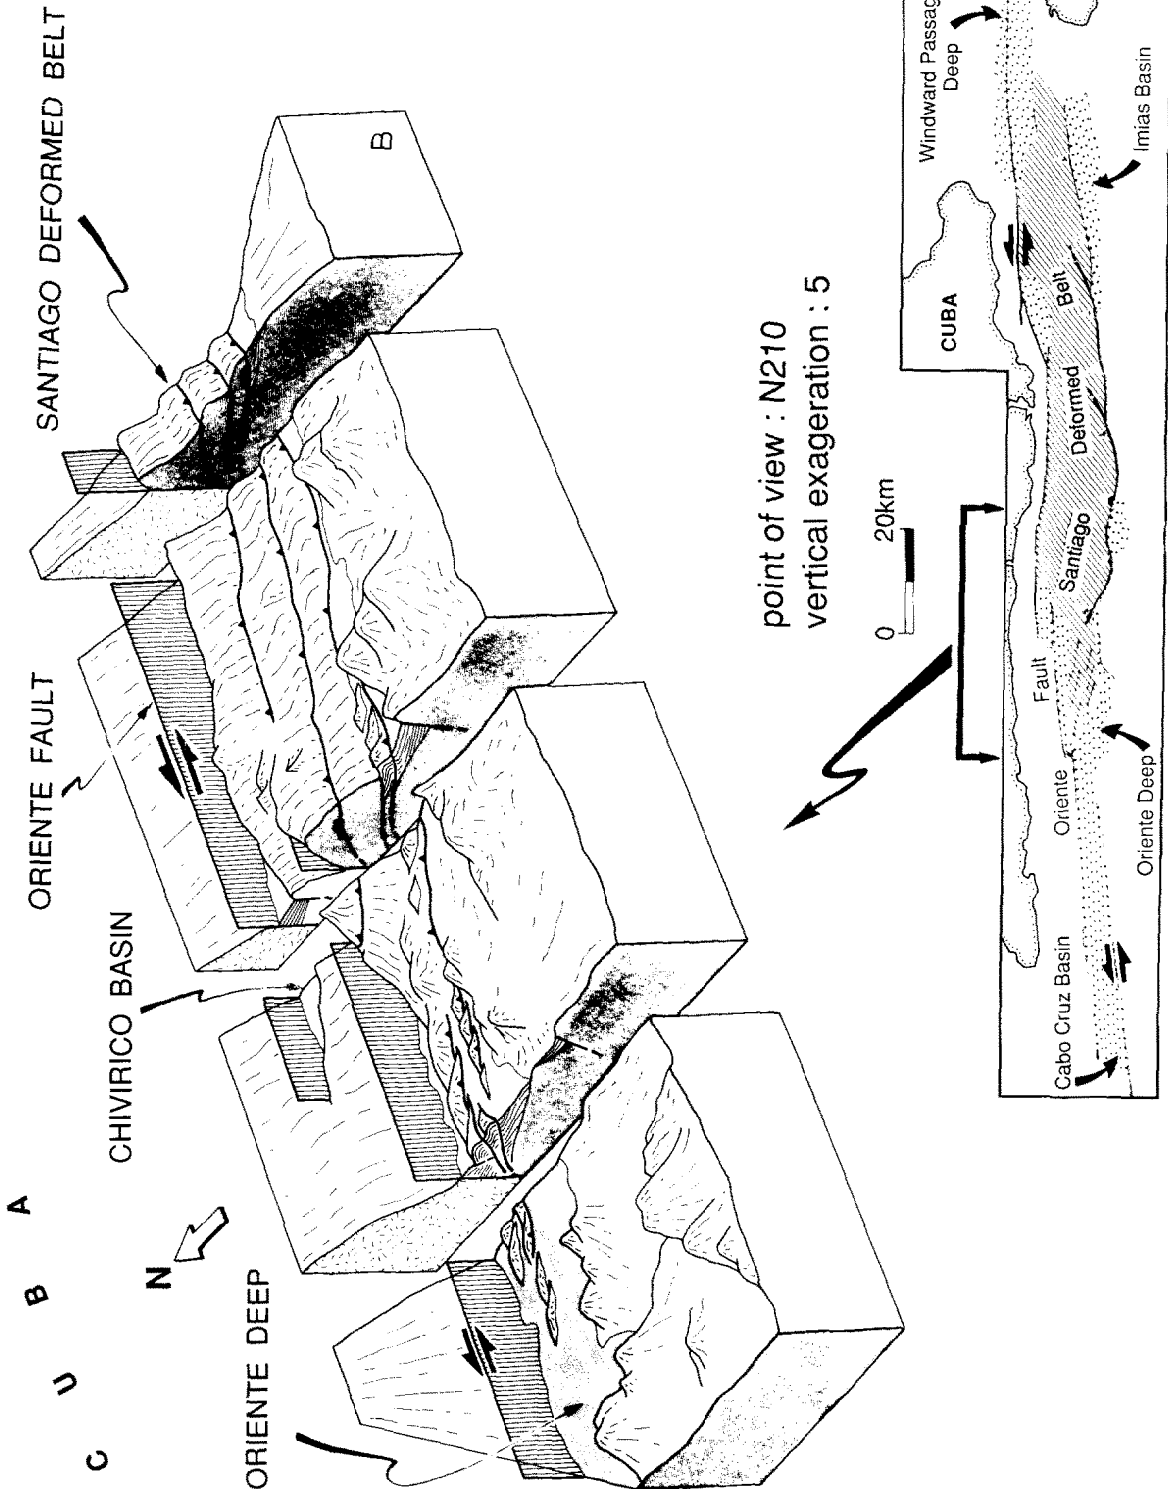 SANTIAGO DEFORMED BELT
ORIENTE FAULT
CHIVIRICO BASIN
ORIENTE DEEP
C U B A
N
B
point of view : N210
vertical exageration : 5
0 20km
Windward Passag
Deep
CUBA
Imias Basin
Santiago Deformed Belt
Oriente Fault
Oriente Deep
Cabo Cruz Basin